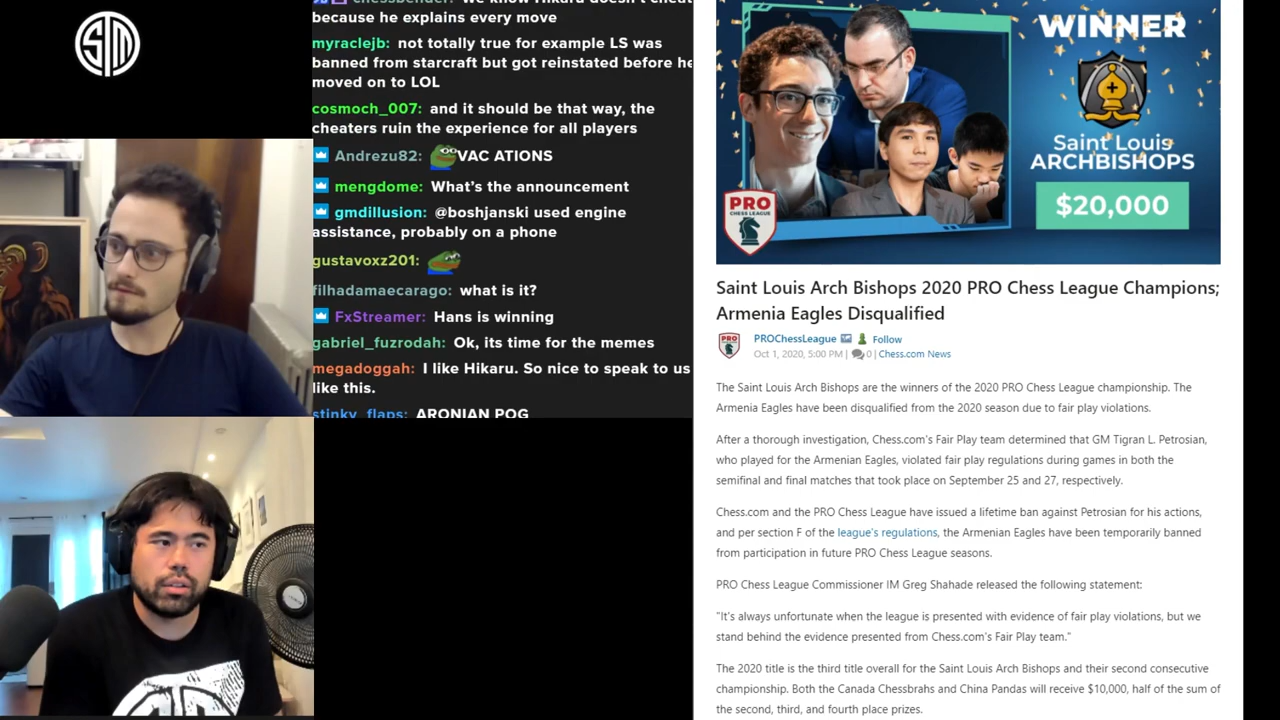 TSM
chessbender: we know Hikaru doesn't cheat
because he explains every move
myraclejb: not totally true for example LS was
banned from starcraft but got reinstated before he
moved on to LOL
cosmoch_007: and it should be that way, the
cheaters ruin the experience for all players
Andrezu82: VAC ATIONS
mengdome: What's the announcement
gmdillusion: @boshjanski used engine
assistance, probably on a phone
gustavoxz201:
filhadamaecarago: what is it?
FxStreamer: Hans is winning
gabriel_fuzrodah: Ok, its time for the memes
megadoggah: I like Hikaru. So nice to speak to us
like this.
stinky_flaps: ARONIAN POG
WINNER
Saint Louis
ARCHBISHOPS
$20,000
PRO
CHESS LEAGUE
Saint Louis Arch Bishops 2020 PRO Chess League Champions;
Armenia Eagles Disqualified
PRO
PROChessLeague Follow
Oct 1, 2020, 5:00 PM | 0 | Chess.com News
The Saint Louis Arch Bishops are the winners of the 2020 PRO Chess League championship. The
Armenia Eagles have been disqualified from the 2020 season due to fair play violations.
After a thorough investigation, Chess.com's Fair Play team determined that GM Tigran L. Petrosian,
who played for the Armenian Eagles, violated fair play regulations during games in both the
semifinal and final matches that took place on September 25 and 27, respectively.
Chess.com and the PRO Chess League have issued a lifetime ban against Petrosian for his actions,
and per section F of the league's regulations, the Armenian Eagles have been temporarily banned
from participation in future PRO Chess League seasons.
PRO Chess League Commissioner IM Greg Shahade released the following statement:
"It's always unfortunate when the league is presented with evidence of fair play violations, but we
stand behind the evidence presented from Chess.com's Fair Play team."
The 2020 title is the third title overall for the Saint Louis Arch Bishops and their second consecutive
championship. Both the Canada Chessbrahs and China Pandas will receive $10,000, half of the sum of
the second, third, and fourth place prizes.